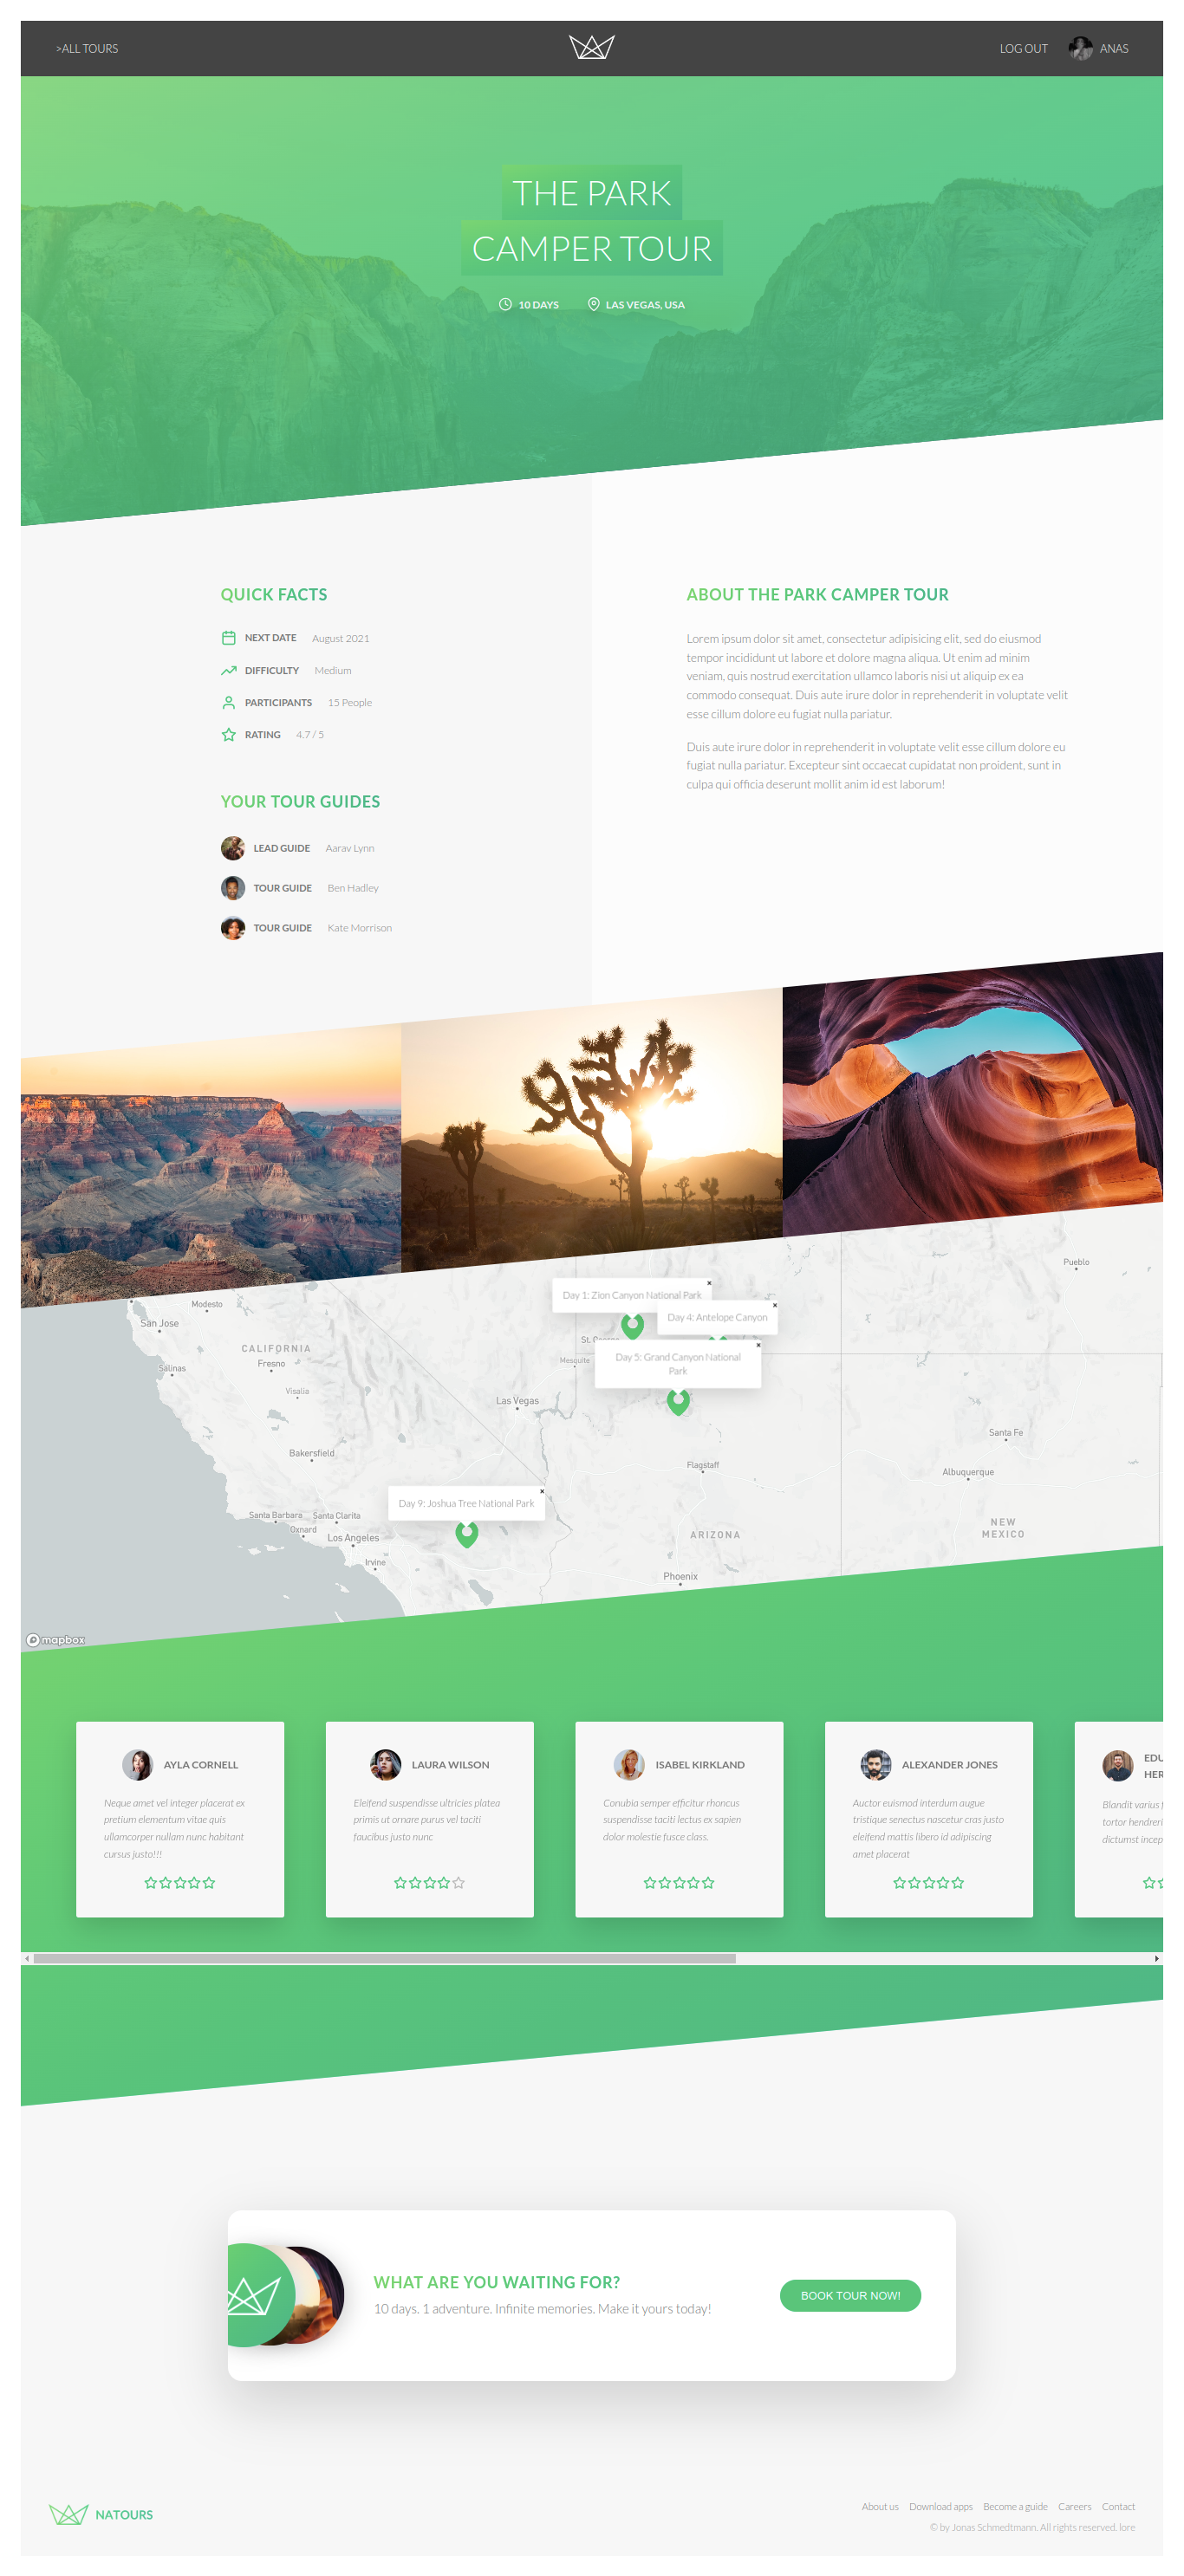 >ALL TOURS
LOG OUT
ANAS
THE PARK
CAMPER TOUR
10 DAYS
LAS VEGAS, USA
QUICK FACTS
NEXT DATE August 2021
DIFFICULTY Medium
PARTICIPANTS 15 People
RATING 4.7 / 5
YOUR TOUR GUIDES
LEAD GUIDE Aarav Lynn
TOUR GUIDE Ben Hadley
TOUR GUIDE Kate Morrison
ABOUT THE PARK CAMPER TOUR
Lorem ipsum dolor sit amet, consectetur adipisicing elit, sed do eiusmod
tempor incididunt ut labore et dolore magna aliqua. Ut enim ad minim
veniam, quis nostrud exercitation ullamco laboris nisi ut aliquip ex ea
commodo consequat. Duis aute irure dolor in reprehenderit in voluptate velit
esse cillum dolore eu fugiat nulla pariatur.
Duis aute irure dolor in reprehenderit in voluptate velit esse cillum dolore eu
fugiat nulla pariatur. Excepteur sint occaecat cupidatat non proident, sunt in
culpa qui officia deserunt mollit anim id est laborum!
Pueblo
Day 1: Zion Canyon National Park
×
Day 4: Antelope Canyon
×
Modesto
San Jose
CALIFORNIA
St.
Day 5: Grand Canyon National
Park
×
Mesquite
Salinas
Fresno
Visalia
Las Vegas
Santa Fe
Bakersfield
Flagstaff
Albuquerque
Day 9: Joshua Tree National Park
×
Santa Barbara
Santa Clarita
Oxnard
Los Angeles
ARIZONA
NEW
MEXICO
Irvine
Phoenix
mapbox
AYLA CORNELL
Neque amet vel integer placerat ex
pretium elementum vitae quis
ullamcorper nullam nunc habitant
cursus justo!!!
LAURA WILSON
Eleifend suspendisse ultricies platea
primis ut ornare purus vel taciti
faucibus justo nunc
ISABEL KIRKLAND
Conubia semper efficitur rhoncus
suspendisse taciti lectus ex sapien
dolor molestie fusce class.
ALEXANDER JONES
Auctor euismod interdum augue
tristique senectus nascetur cras justo
eleifend mattis libero id adipiscing
amet placerat
EDU
HER
Blandit varius
tortor hendreri
dictumst incep
WHAT ARE YOU WAITING FOR?
10 days. 1 adventure. Infinite memories. Make it yours today!
BOOK TOUR NOW!
NATOURS
About us Download apps Become a guide Careers Contact
© by Jonas Schmedtmann. All rights reserved. lore